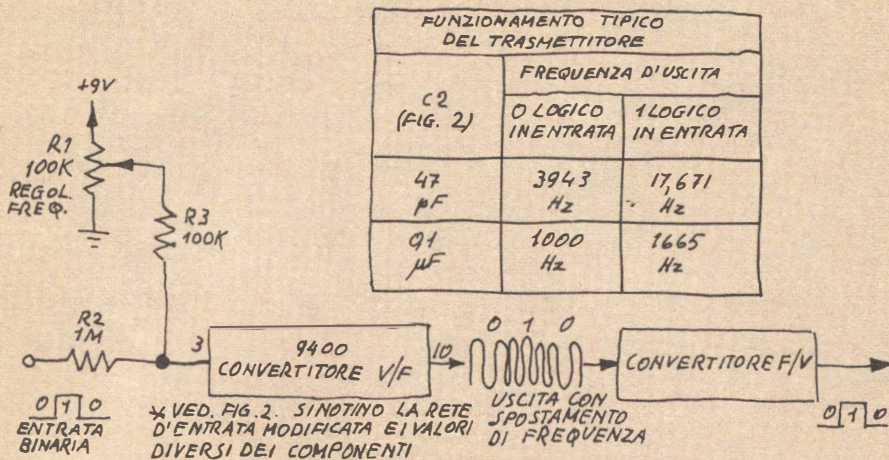 FUNZIONAMENTO TIPICO
DEL TRASMETTITORE
C2
(FIG. 2)
FREQUENZA D'USCITA
0 LOGICO
IN ENTRATA
1 LOGICO
IN ENTRATA
47
pF
3943
Hz
17,671
Hz
0,1
µF
1000
Hz
1665
Hz
+9V
R1
100K
REGOL.
FREQ.
R3
100K
R2
1M
3
9400
CONVERTITORE V/F
10
0 1 0
CONVERTITORE F/V
0 1 0
ENTRATA
BINARIA
* VED. FIG. 2. SI NOTINO LA RETE
D'ENTRATA MODIFICATA E I VALORI
DIVERSI DEI COMPONENTI
USCITA CON
SPOSTAMENTO
DI FREQUENZA
0 1 0